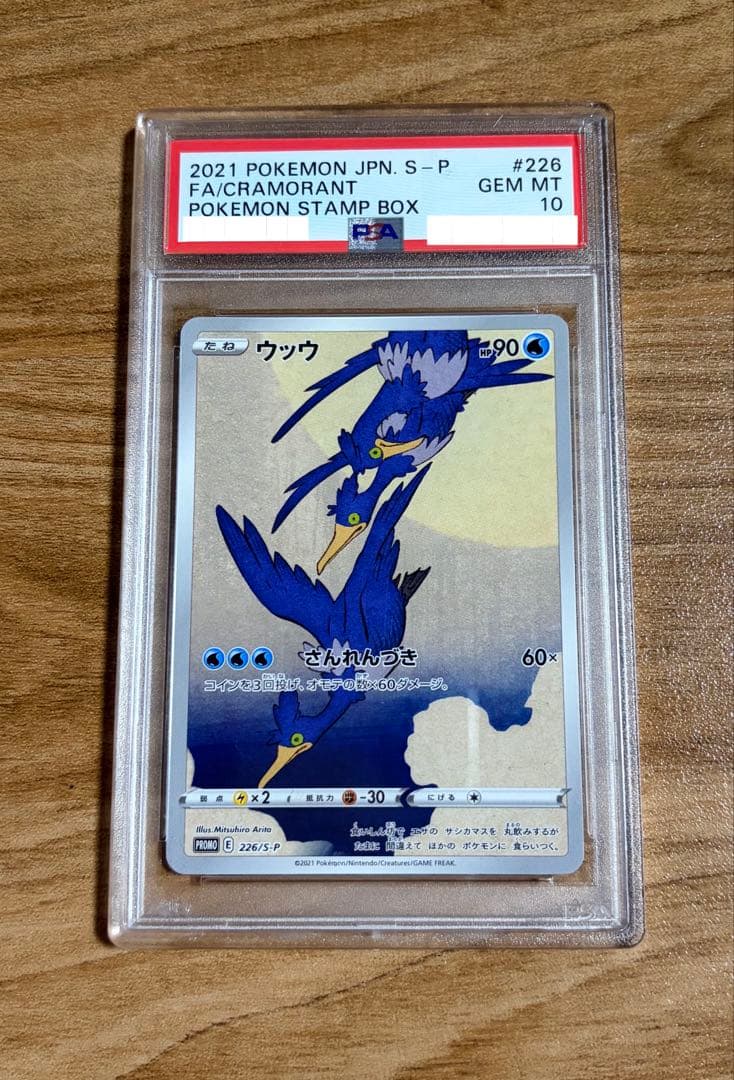 2021 POKEMON JPN. S-P #226
FA/CRAMORANT GEM MT
POKEMON STAMP BOX 10
PSA
たね ウッウ HP90
さんれんづき 60×
コインを3回投げ、オモテの数×60ダメージ。
弱点 ×2 抵抗力 -30 にげる
Illus. Mitsuhiro Arita
食いしん坊で エサの サシカマスを 丸飲みするが
PROMO E 226/S-P
たまに 間違えて ほかの ポケモンに 食らいつく。
©2021 Pokémon/Nintendo/Creatures/GAME FREAK.